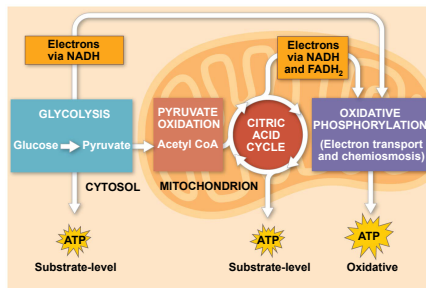 Electrons
via NADH
Electrons
via NADH
and FADH2
GLYCOLYSIS
Glucose Pyruvate
PYRUVATE
OXIDATION
Acetyl CoA
CITRIC
ACID
CYCLE
OXIDATIVE
PHOSPHORYLATION
(Electron transport
and chemiosmosis)
CYTOSOL
MITOCHONDRION
ATP
Substrate-level
ATP
Substrate-level
ATP
Oxidative